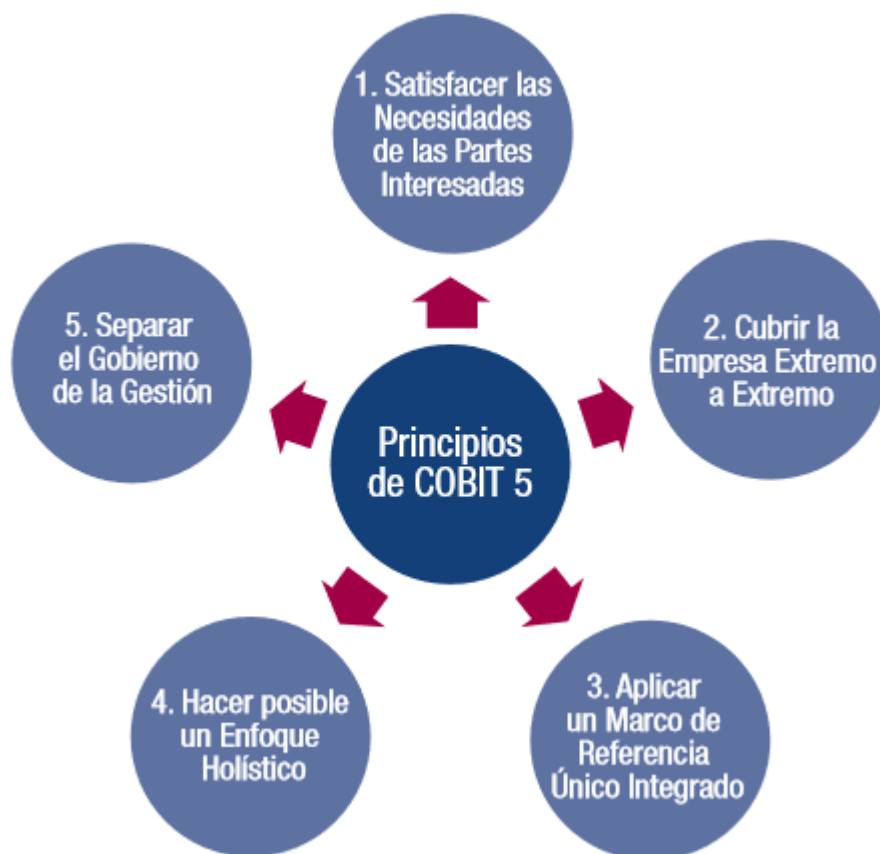 1. Satisfacer las
Necesidades
de las Partes
Interesadas
2. Cubrir la
Empresa Extremo
a Extremo
3. Aplicar
un Marco de
Referencia
Único Integrado
4. Hacer posible
un Enfoque
Holístico
5. Separar
el Gobierno
de la Gestión
Principios
de COBIT 5